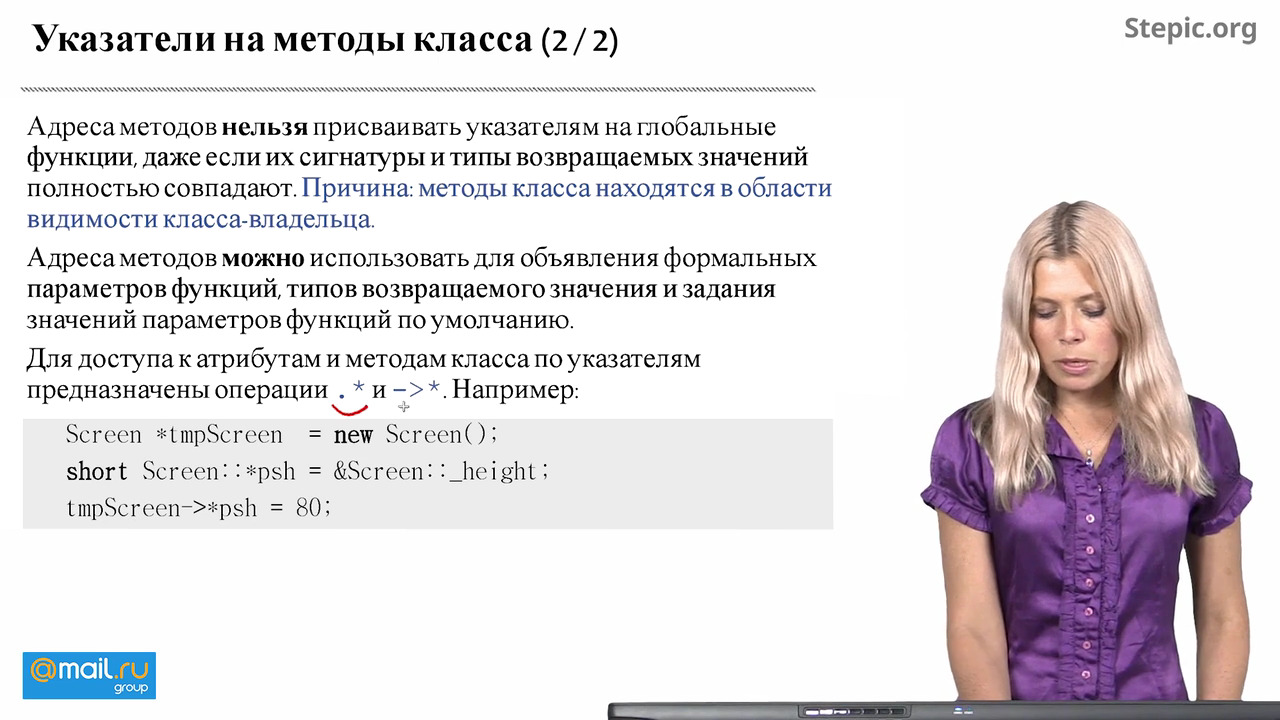 Указатели на методы класса (2 / 2)
Stepic.org
Адреса методов нельзя присваивать указателям на глобальные
функции, даже если их сигнатуры и типы возвращаемых значений
полностью совпадают. Причина: методы класса находятся в области
видимости класса-владельца.
Адреса методов можно использовать для объявления формальных
параметров функций, типов возвращаемого значения и задания
значений параметров функций по умолчанию.
Для доступа к атрибутам и методам класса по указателям
предназначены операции .* и ->*. Например:
Screen *tmpScreen = new Screen();
short Screen::*psh = &Screen::_height;
tmpScreen->*psh = 80;
@mail.ru
group